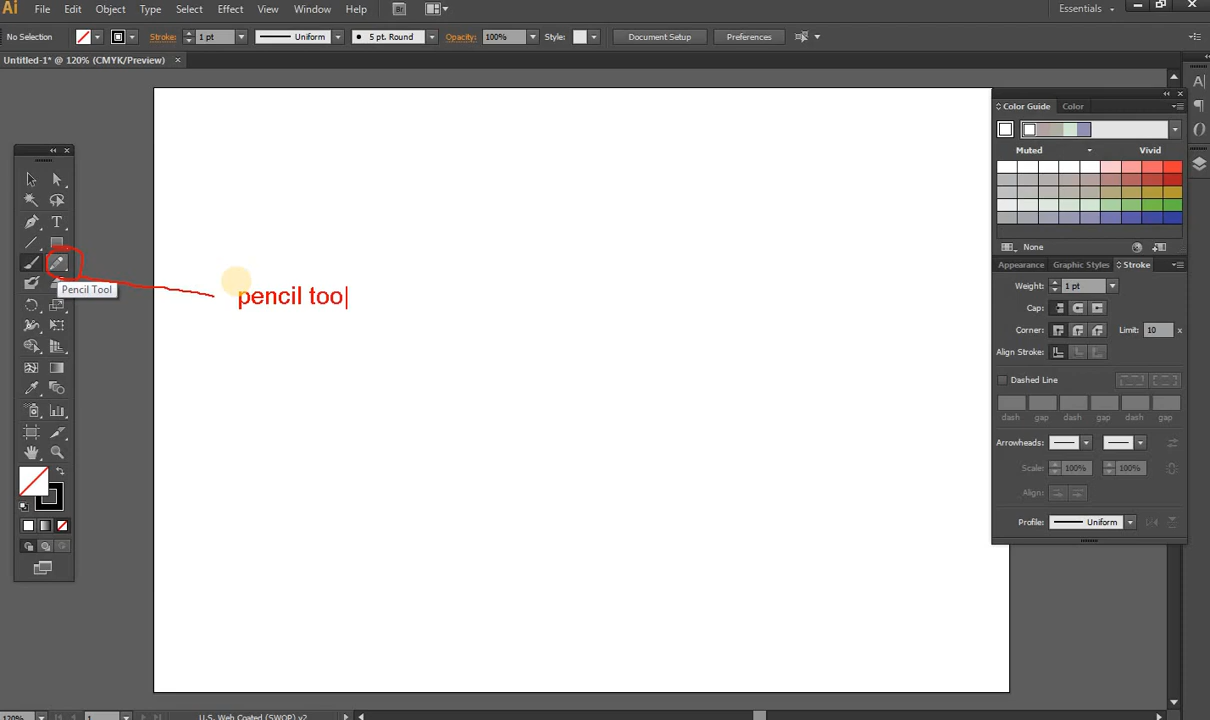 Ai File Edit Object Type Select Effect View Window Help Br Essentials
No Selection Stroke: 1 pt Uniform 5 pt. Round Opacity: 100% Style: Document Setup Preferences
Untitled-1* @ 120% (CMYK/Preview) ×
Color Guide Color
Muted Vivid
None
Appearance Graphic Styles Stroke
Weight: 1 pt
Cap:
Corner: Limit: 10 x
Align Stroke:
Dashed Line
dash gap dash gap dash gap
Arrowheads:
Scale: 100% 100%
Align:
Profile: Uniform
Pencil Tool
pencil too
120% 1 U.S. Web Coated (SWOP) v2